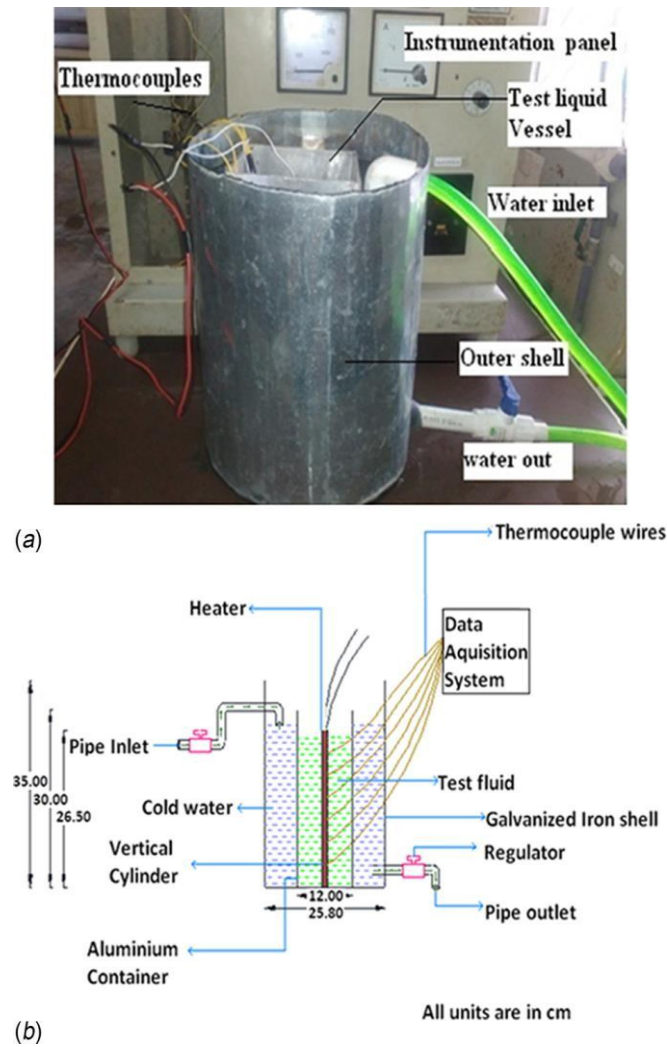 Instrumentation panel
Thermocouples
Test liquid
Vessel
Water inlet
Outer shell
water out
(a)
Thermocouple wires
Heater
Data
Aquisition
System
Pipe Inlet
Test fluid
35.00
30.00
26.50
Cold water
Galvanized Iron shell
Vertical
Cylinder
Regulator
12.00
25.80
Pipe outlet
Aluminium
Container
All units are in cm
(b)